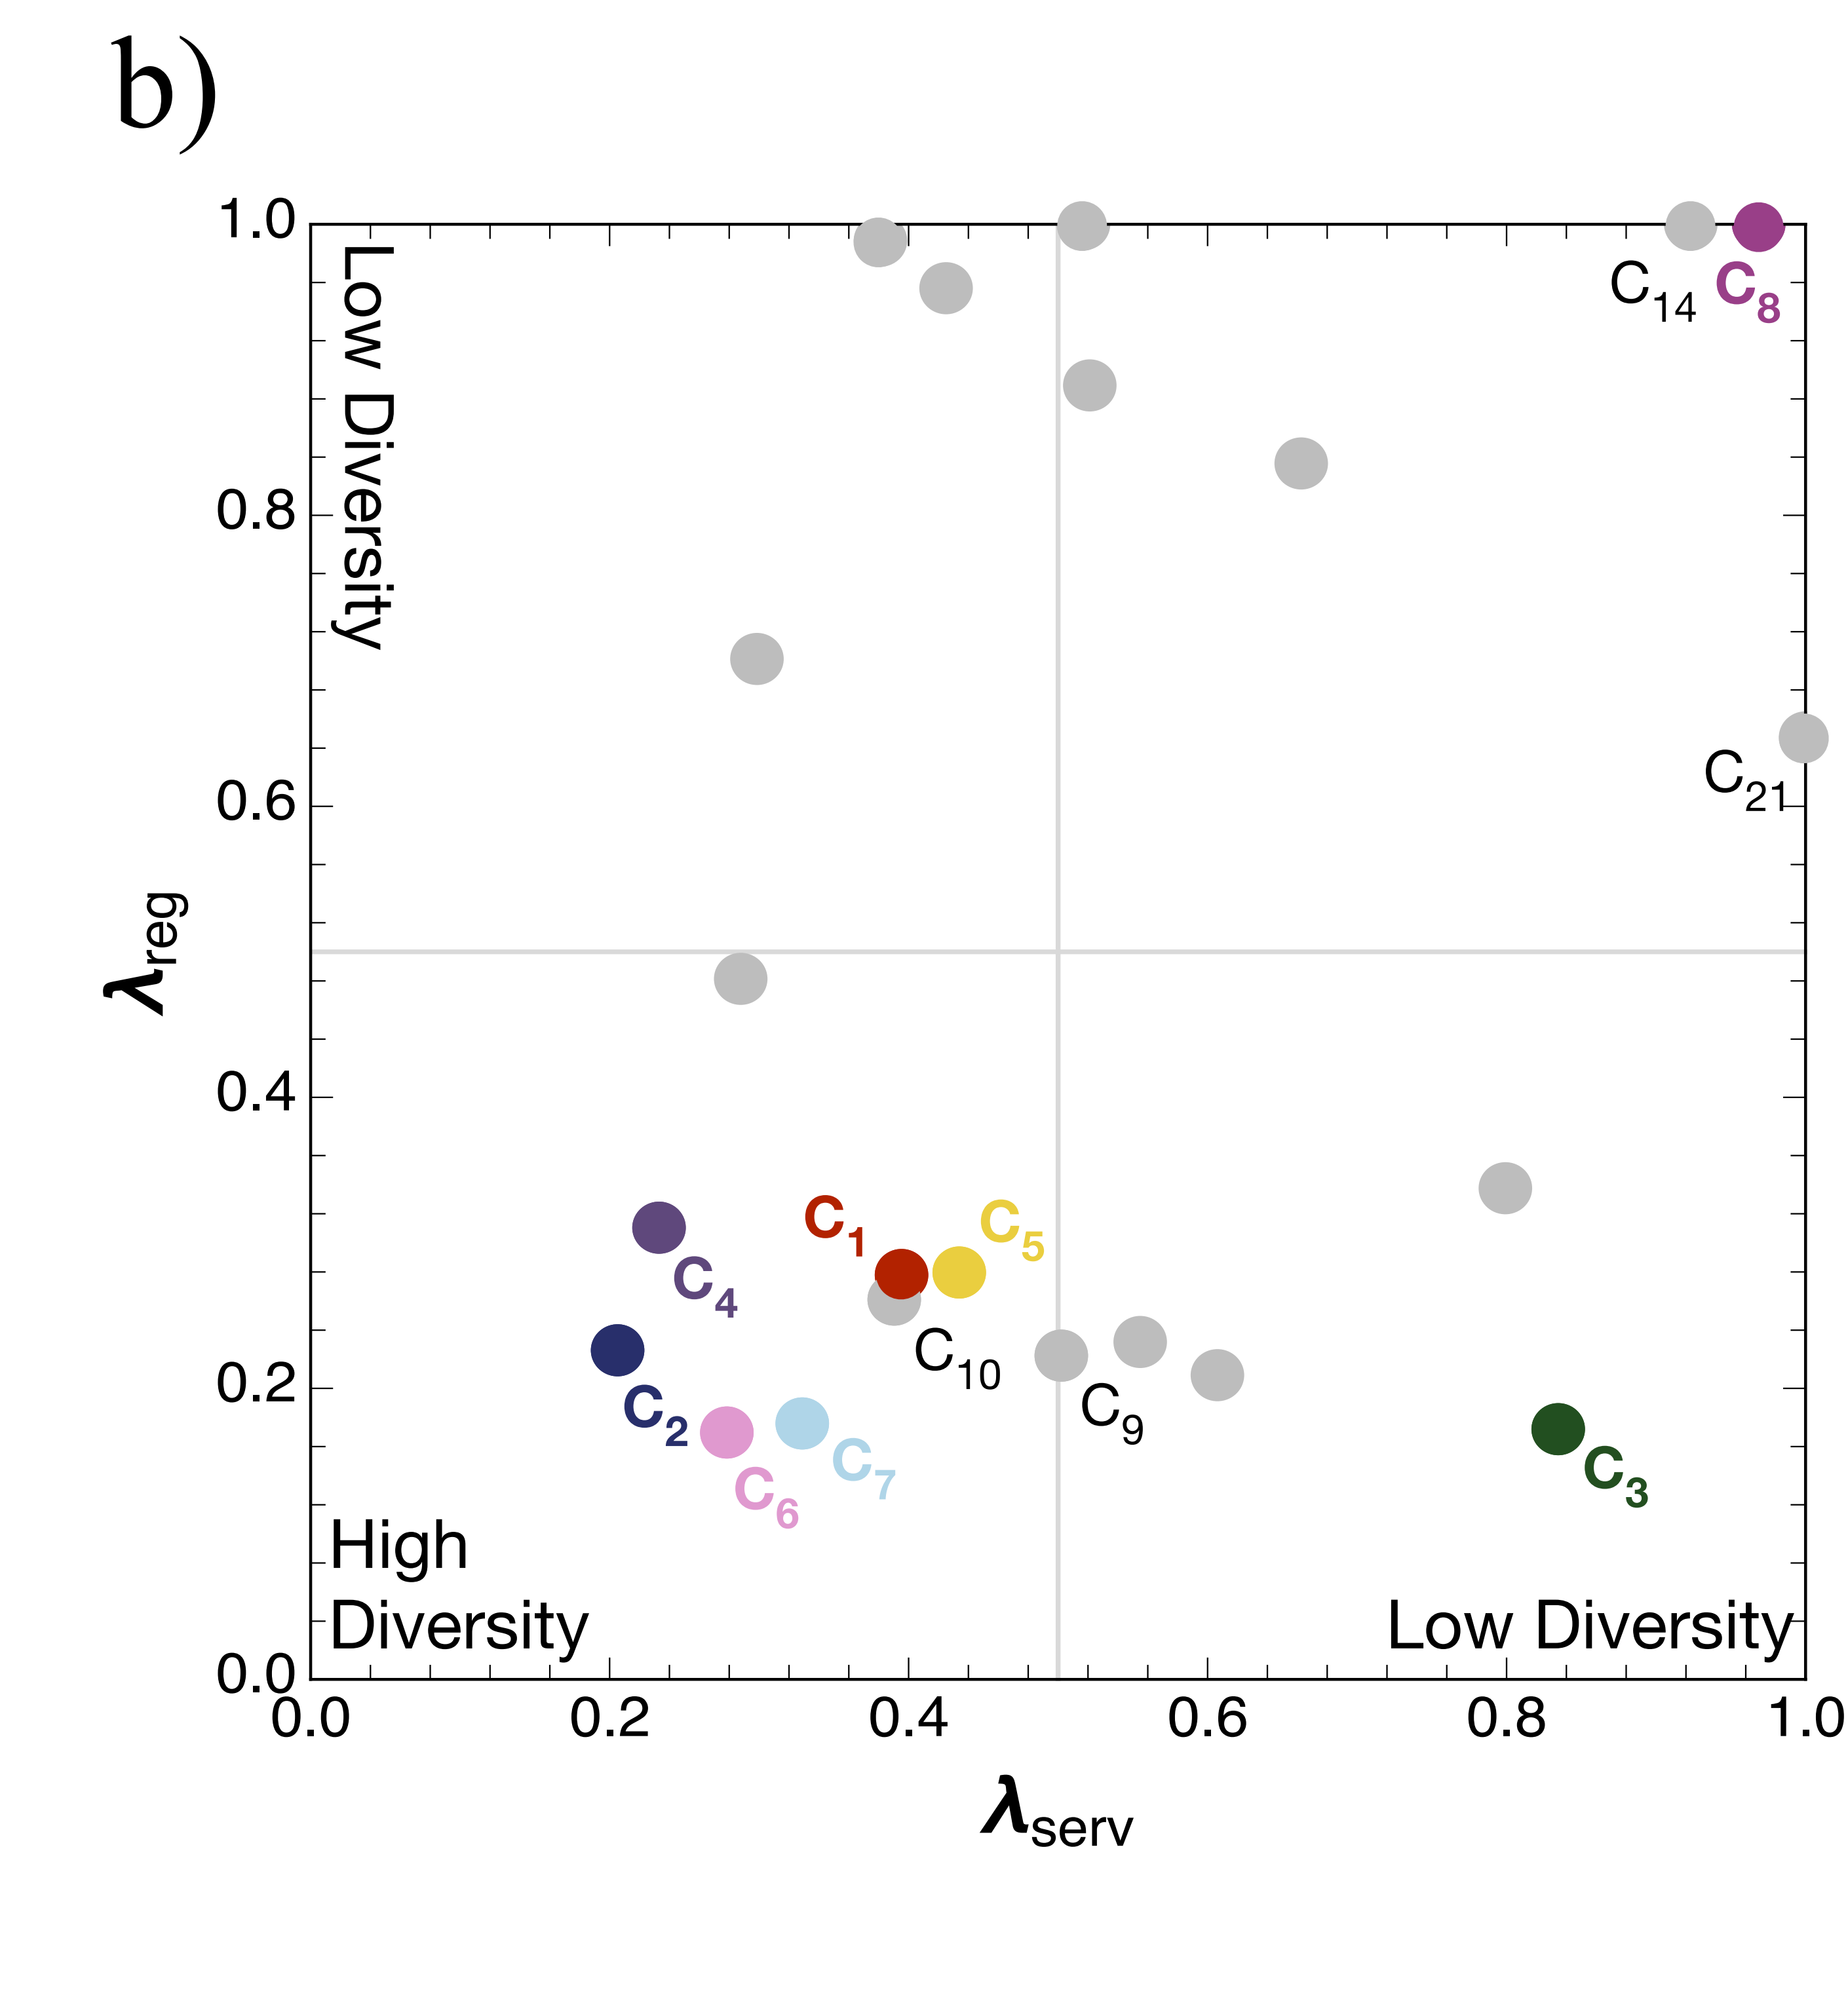 b)
1.0
0.8
0.6
0.4
0.2
0.0
λreg
Low Diversity
C14
C8
C21
C1
C5
C4
C10
C2
C9
C7
C6
C3
High
Diversity
Low Diversity
0.0
0.2
0.4
0.6
0.8
1.0
λserv